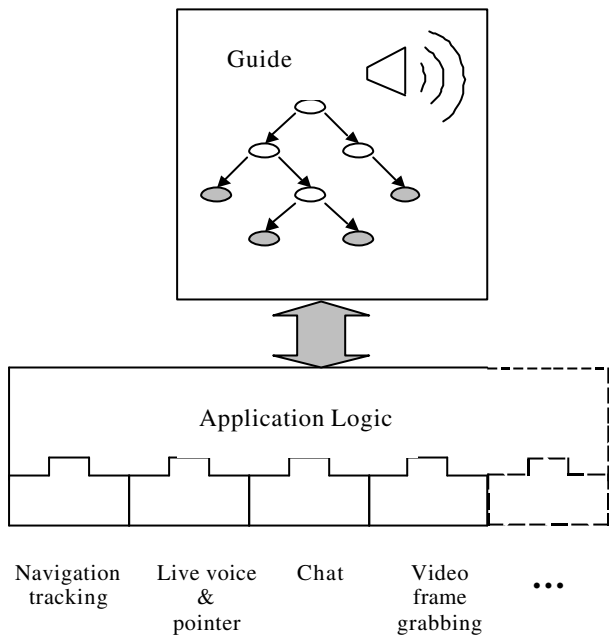 Guide
Application Logic
Navigation
tracking
Live voice
&
pointer
Chat
Video
frame
grabbing
...